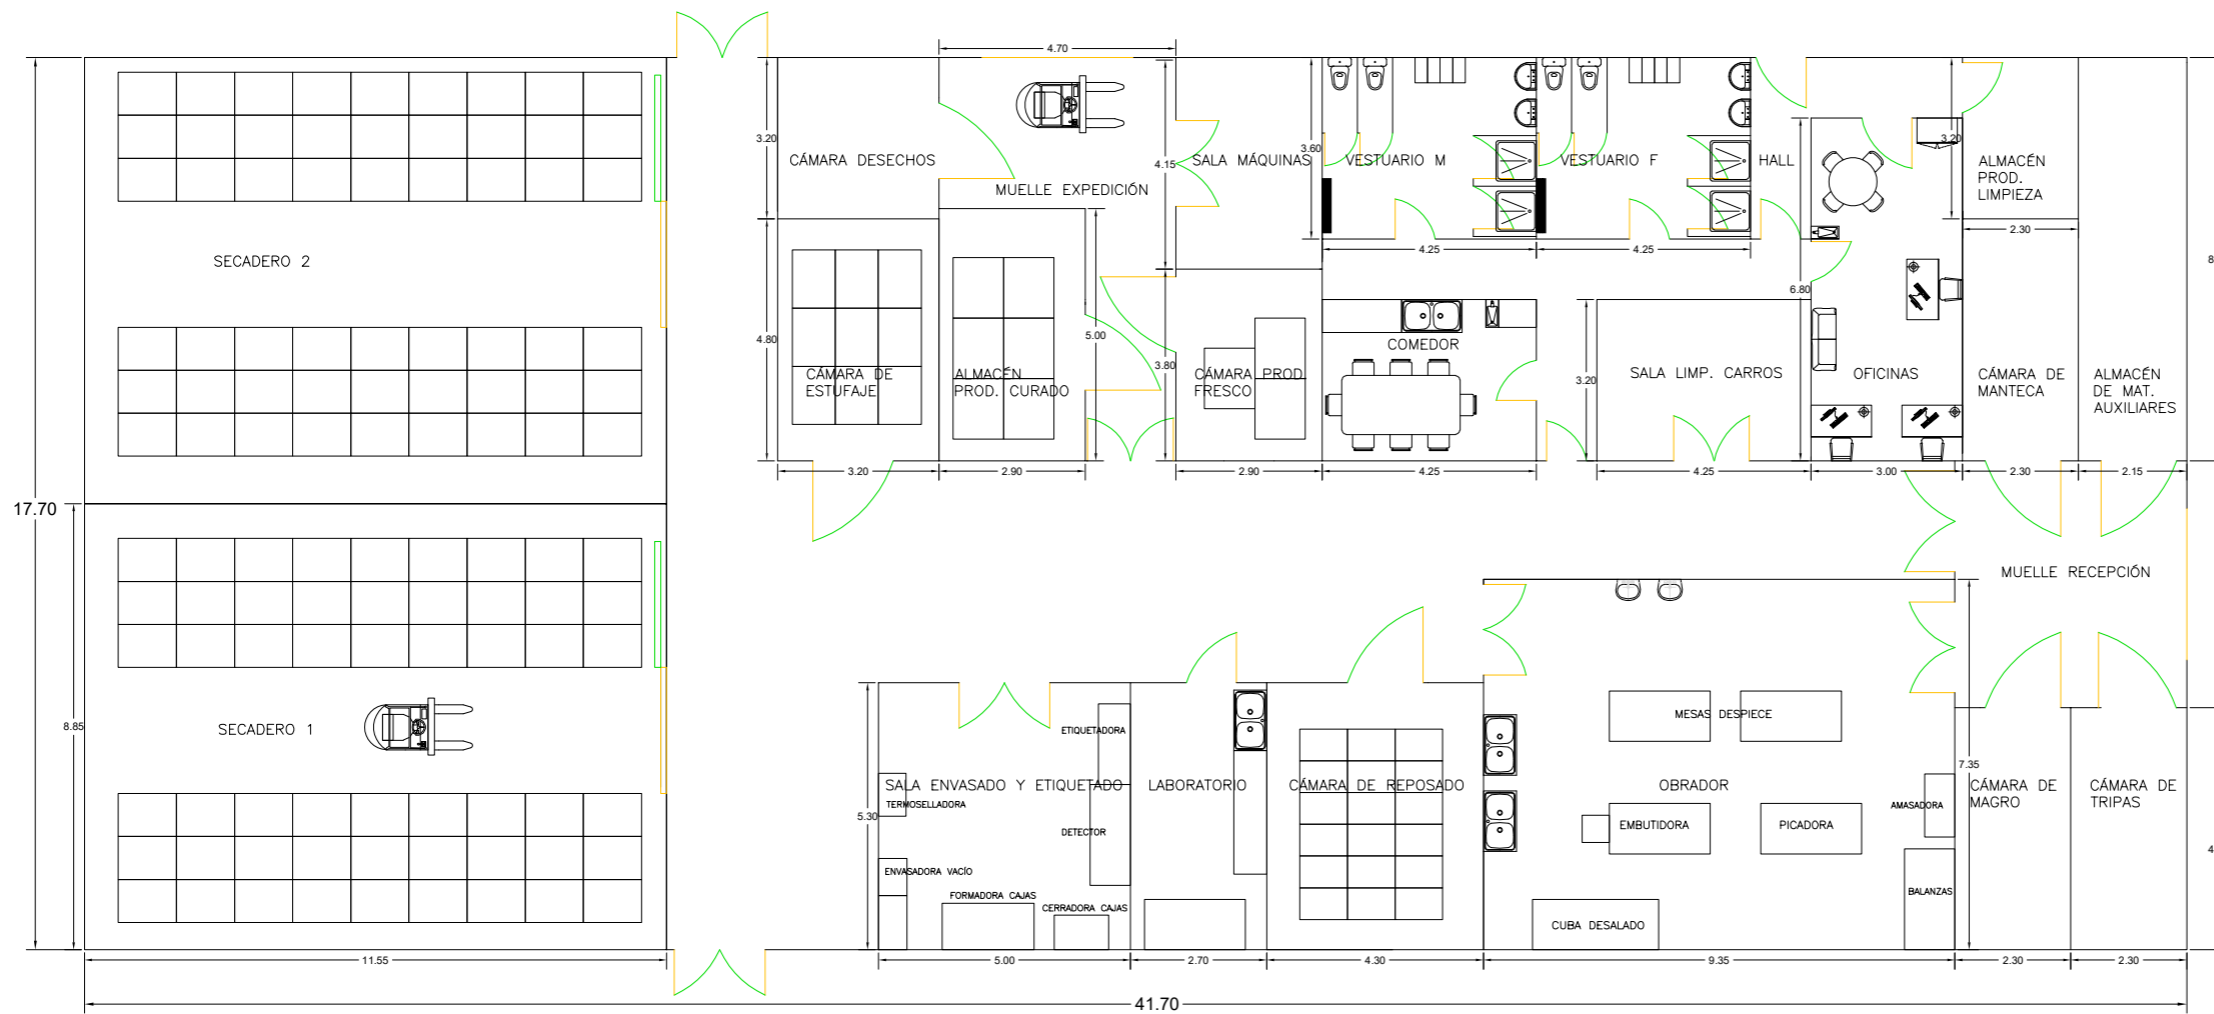 4.70
3.20
CÁMARA DESECHOS
MUELLE EXPEDICIÓN
4.15
SALA MÁQUINAS
3.60
VESTUARIO M
VESTUARIO F
HALL
3.20
ALMACÉN
PROD.
LIMPIEZA
2.30
4.25
4.25
SECADERO 2
8
6.80
4.80
5.00
3.80
CÁMARA DE
ESTUFAJE
ALMACÉN
PROD. CURADO
CÁMARA PROD.
FRESCO
COMEDOR
3.20
SALA LIMP. CARROS
OFICINAS
CÁMARA DE
MANTECA
ALMACÉN
DE MAT.
AUXILIARES
3.20
2.90
2.90
4.25
4.25
3.00
2.30
2.15
17.70
MUELLE RECEPCIÓN
8.85
SECADERO 1
ETIQUETADORA
MESAS DESPIECE
7.35
SALA ENVASADO Y ETIQUETADO
LABORATORIO
CÁMARA DE REPOSADO
OBRADOR
CÁMARA DE
MAGRO
CÁMARA DE
TRIPAS
TERMOSELLADORA
AMASADORA
5.30
DETECTOR
EMBUTIDORA
PICADORA
4
ENVASADORA VACÍO
BALANZAS
FORMADORA CAJAS
CERRADORA CAJAS
CUBA DESALADO
11.55
5.00
2.70
4.30
9.35
2.30
2.30
41.70